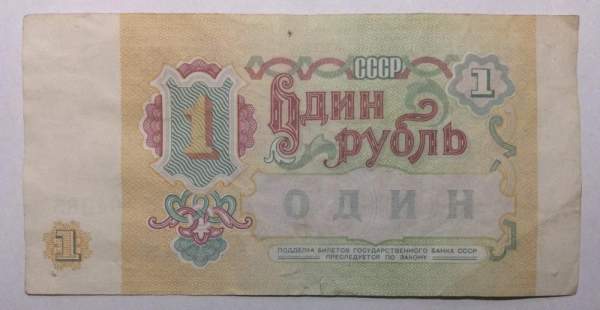 СССР
1
1
Один
рубль
ОДИН
1
ПОДДЕЛКА БИЛЕТОВ ГОСУДАРСТВЕННОГО БАНКА СССР
ПРЕСЛЕДУЕТСЯ ПО ЗАКОНУ